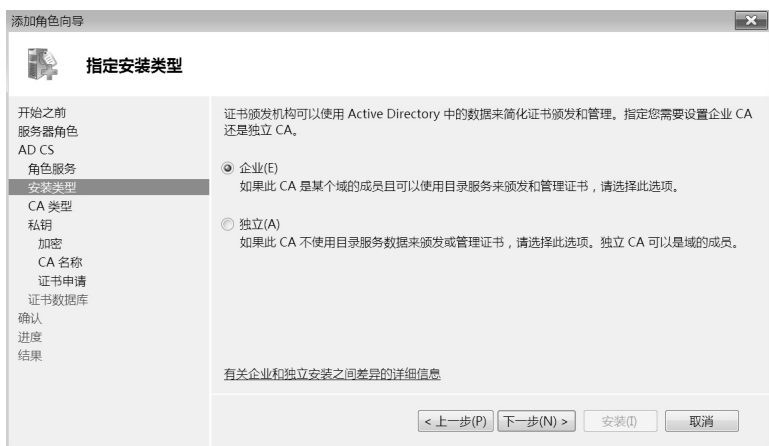 添加角色向导
指定安装类型
开始之前
服务器角色
AD CS
角色服务
安装类型
CA 类型
私钥
加密
CA 名称
证书申请
证书数据库
确认
进度
结果
证书颁发机构可以使用 Active Directory 中的数据来简化证书颁发和管理。指定您需要设置企业 CA
还是独立 CA。
企业(E)
如果此 CA 是某个域的成员且可以使用目录服务来颁发和管理证书，请选择此选项。
独立(A)
如果此 CA 不使用目录服务数据来颁发或管理证书，请选择此选项。独立 CA 可以是域的成员。
有关企业和独立安装之间差异的详细信息
< 上一步(P) 下一步(N) > 安装(I) 取消